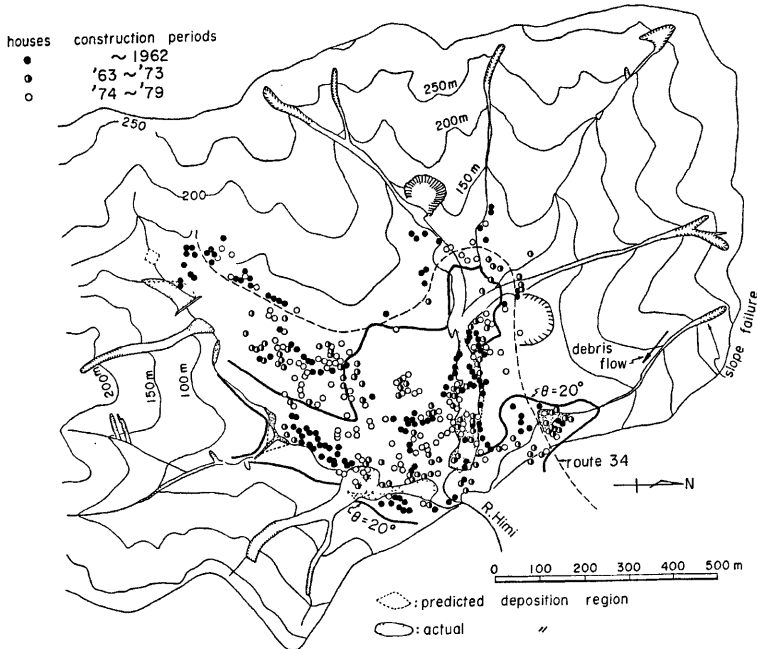 houses construction periods
● ~ 1962
◑ '63 ~ '73
○ '74 ~ '79
250
200
250m
200m
150m
200m
150m
100m
debris flow
slope failure
θ=20°
route 34
N
θ=20°
R. Himi
0 100 200 300 400 500 m
: predicted deposition region
: actual 〃